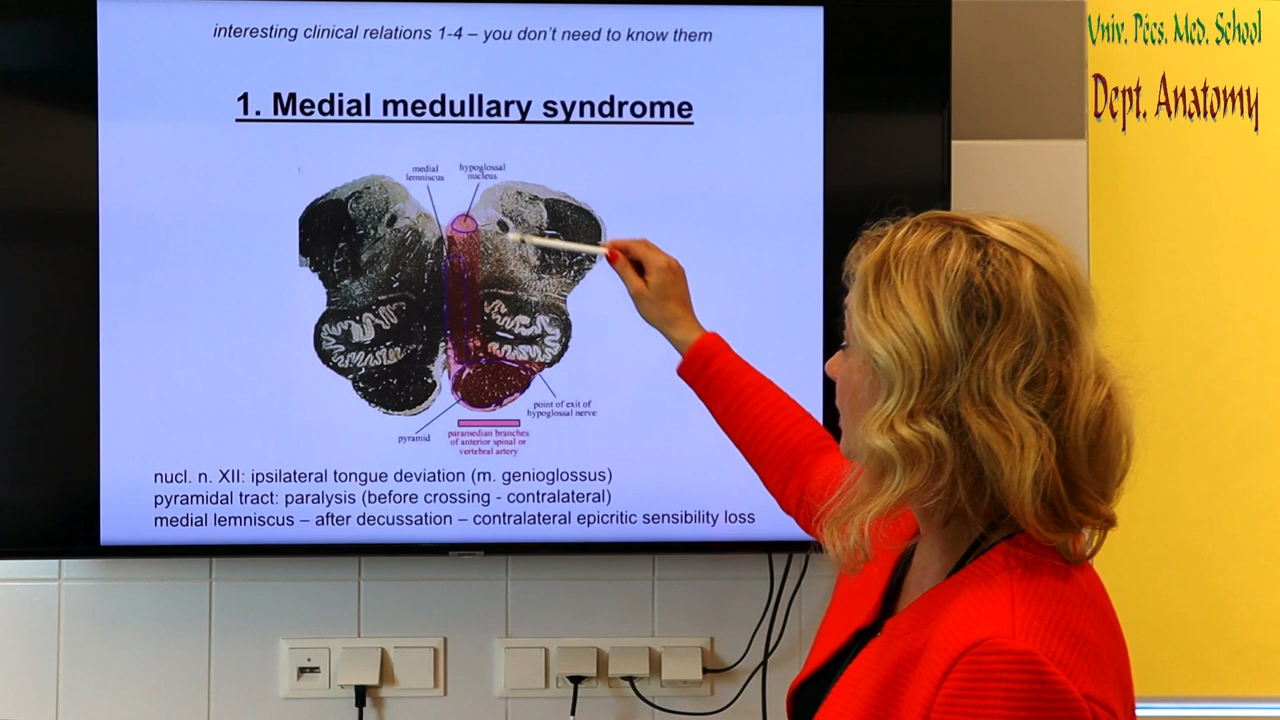 interesting clinical relations 1-4 – you don't need to know them
1. Medial medullary syndrome
medial
lemniscus
hypoglossal
nucleus
point of exit of
hypoglossal nerve
pyramid
paramedian branches
of anterior spinal or
vertebral artery
nucl. n. XII: ipsilateral tongue deviation (m. genioglossus)
pyramidal tract: paralysis (before crossing - contralateral)
medial lemniscus – after decussation – contralateral epicritic sensibility loss
Univ. Pécs. Med. School
Dept. Anatomy